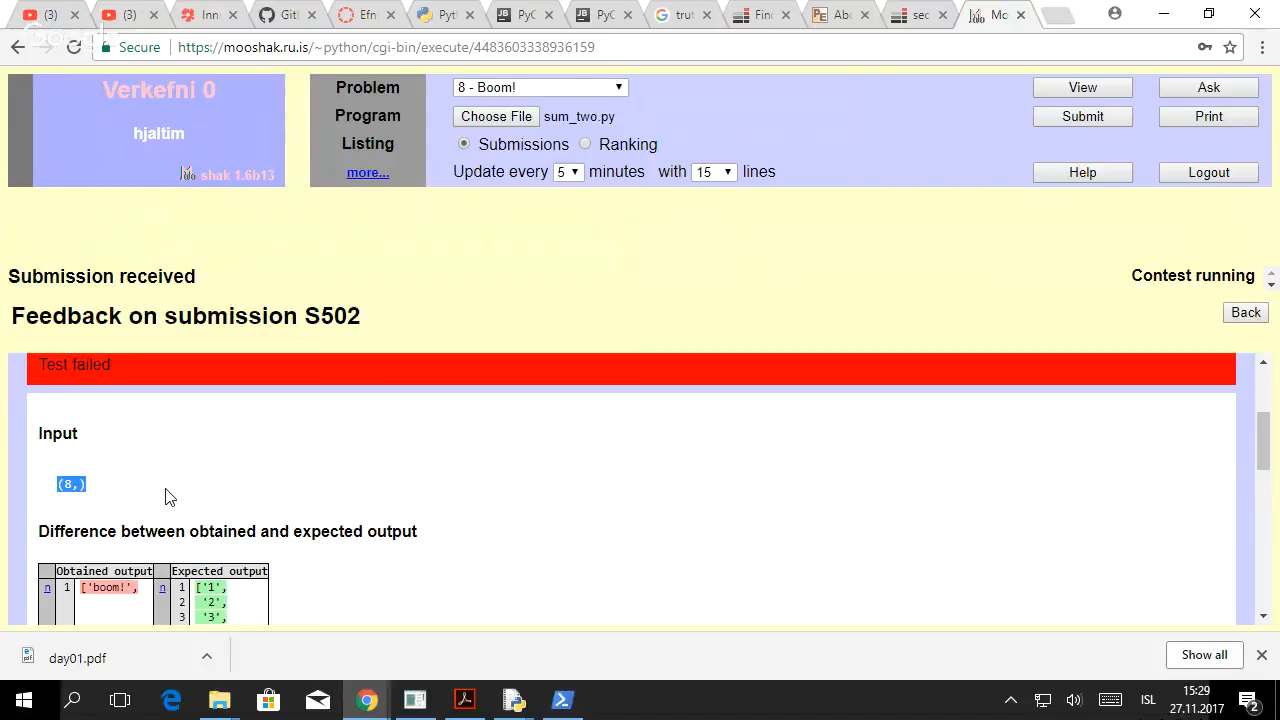 (3)
(3)
Inn
Gitl
Efn
Pyt
PyC
PyC
trut
Finc
Abo
sec
Mo
Secure
https://mooshak.ru.is/~python/cgi-bin/execute/4483603338936159
Verkefni 0
hjaltim
shak 1.6b13
Problem
8 - Boom!
View
Ask
Program
Choose File sum_two.py
Submit
Print
Listing
Submissions Ranking
more...
Update every 5 minutes with 15 lines
Help
Logout
Submission received
Contest running
Feedback on submission S502
Back
Test failed
Input
(8,)
Difference between obtained and expected output
Obtained output Expected output
n 1 ['boom!', n 1 ['1',
2 '2',
3 '3',
day01.pdf
Show all
ISL
15:29
27.11.2017
2